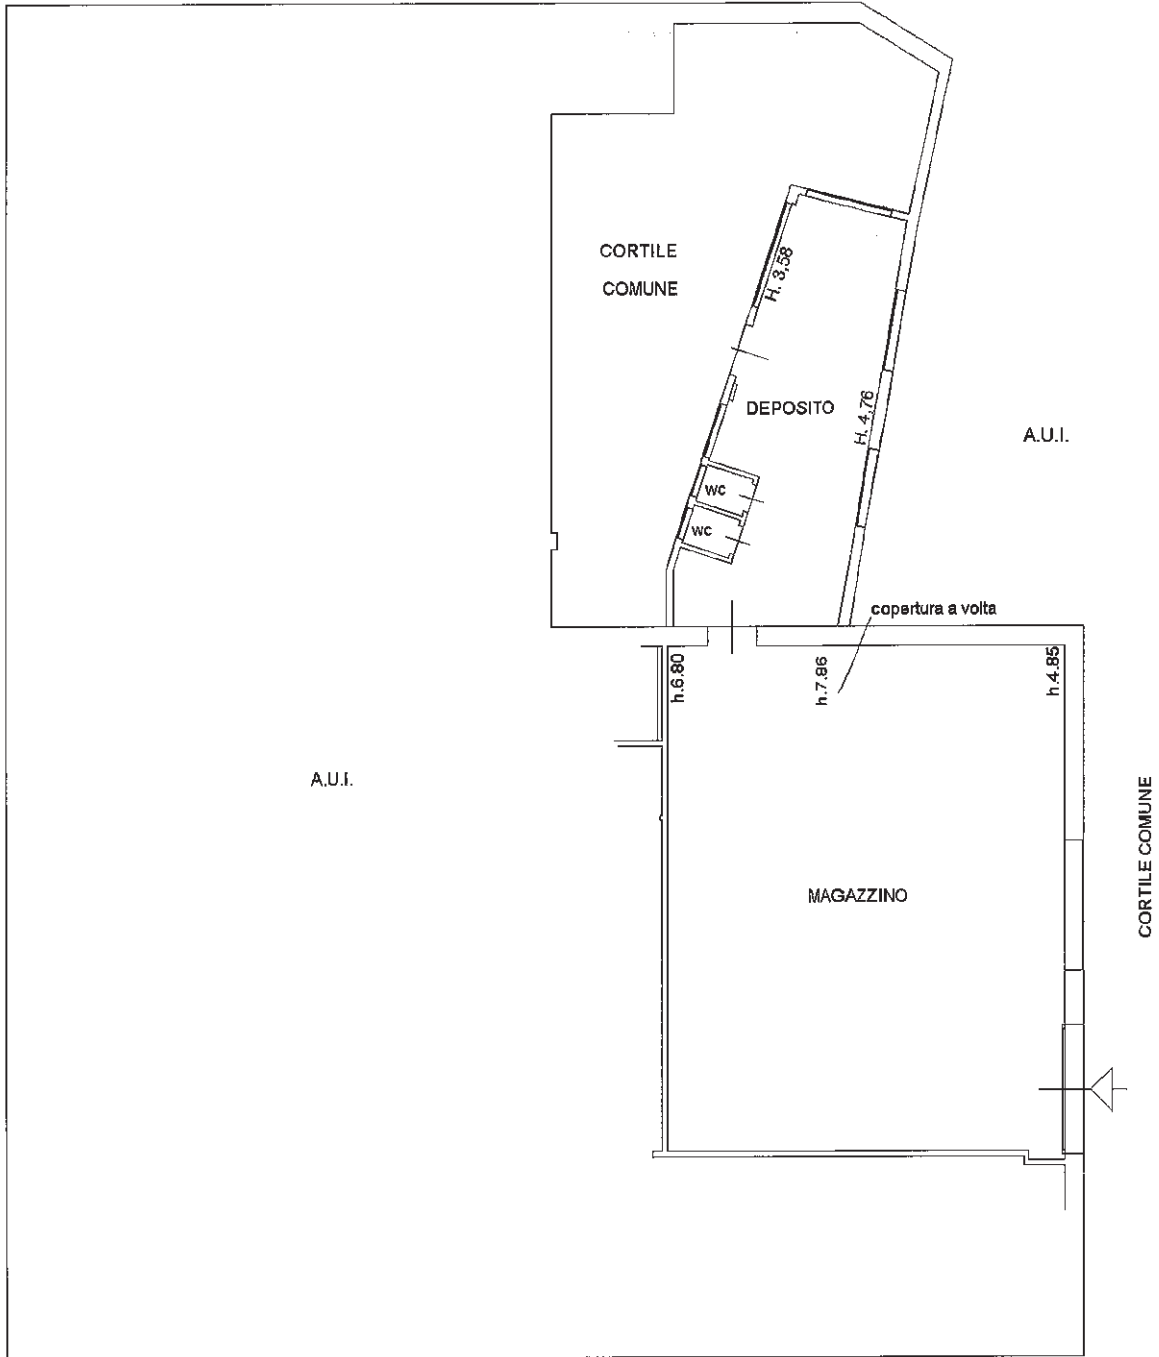 CORTILE
COMUNE
H. 3,58
DEPOSITO
H. 4,76
A.U.I.
wc
wc
copertura a volta
h.6.80
h.7.86
h.4.85
A.U.I.
MAGAZZINO
CORTILE COMUNE